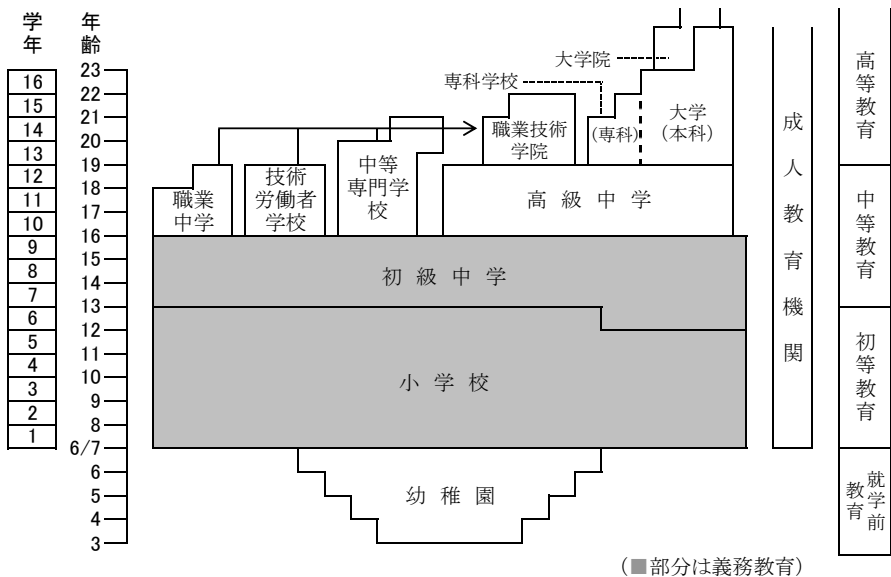 学年
年齢
16
15
14
13
12
11
10
9
8
7
6
5
4
3
2
1
23
22
21
20
19
18
17
16
15
14
13
12
11
10
9
8
6/7
6
5
4
3
大学院
専科学校
職業技術
学院
(専科)
大学
(本科)
職業
中学
技術
労働者
学校
中等
専門学
校
高級中学
初級中学
小学校
幼稚園
成人教育機関
高等教育
中等教育
初等教育
就学前
教育
(■部分は義務教育)